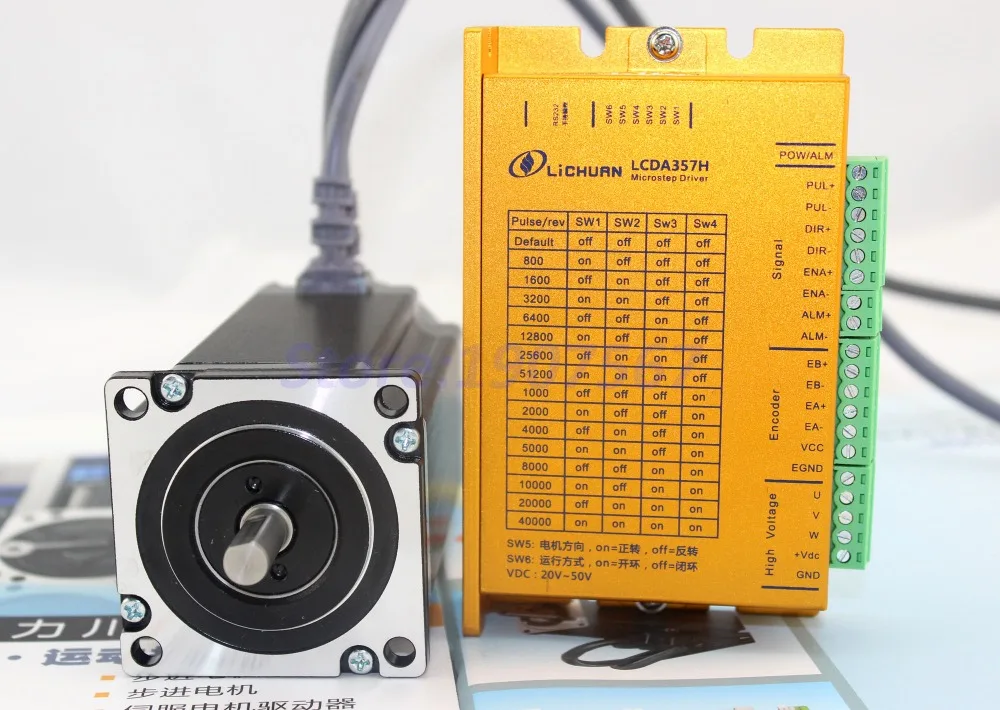 RS232
SW6
SW5
SW4
SW3
SW2
SW1
LiCHUAN LCDA357H
Microstep Driver
Pulse/rev SW1 SW2 Sw3 Sw4
Default off off off off
800 on off off off
1600 off on off off
3200 on on off off
6400 off off on off
12800 on off on off
25600 off on on off
51200 on on on off
1000 off off off on
2000 on off off on
4000 off on off on
5000 on on off on
8000 off off on on
10000 on off on on
20000 off on on on
40000 on on on on
SW5: 电机方向，on=正转，off=反转
SW6: 运行方式，on=开环，off=闭环
VDC：20V~50V
POW/ALM
Signal
PUL+
PUL-
DIR+
DIR-
ENA+
ENA-
ALM+
ALM-
Encoder
EB+
EB-
EA+
EA-
VCC
EGND
High Voltage
U
V
W
+Vdc
GND
力川
·运动
步进电机
伺服电机驱动器